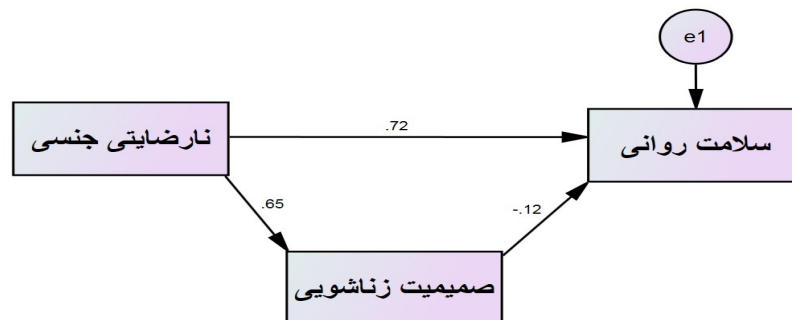 e1
نارضایتی جنسی
.72
سلامت روانی
.65
-.12
صمیمیت زناشویی